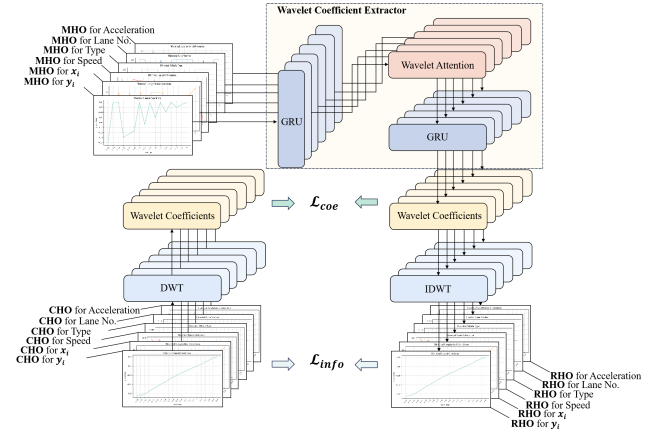 Wavelet Coefficient Extractor
MHO for Acceleration
MHO for Lane No.
MHO for Type
MHO for Speed
MHO for xi
MHO for yi
GRU
Wavelet Attention
GRU
Wavelet Coefficients
Lcoe
Wavelet Coefficients
DWT
IDWT
CHO for Acceleration
CHO for Lane No.
CHO for Type
CHO for Speed
CHO for xi
CHO for yi
Linfo
RHO for Acceleration
RHO for Lane No.
RHO for Type
RHO for Speed
RHO for xi
RHO for yi